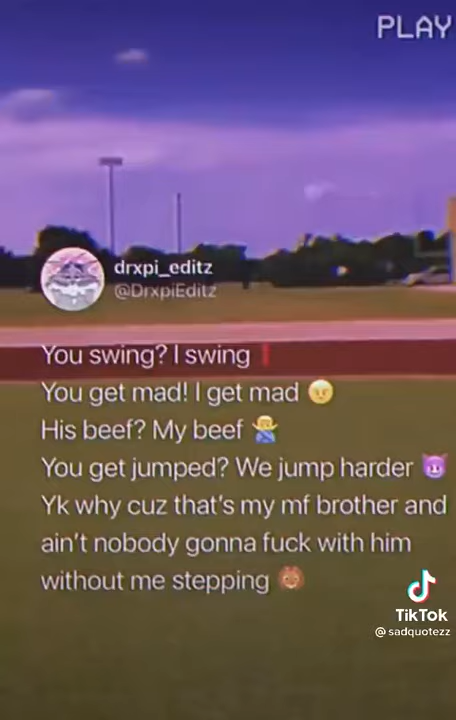 PLAY
drxpi_editz
@DrxpiEditz
You swing? I swing❗
You get mad! I get mad 😠
His beef? My beef 🙅‍♂️
You get jumped? We jump harder 😈
Yk why cuz that's my mf brother and
ain't nobody gonna fuck with him
without me stepping 👹
TikTok
@sadquotezz